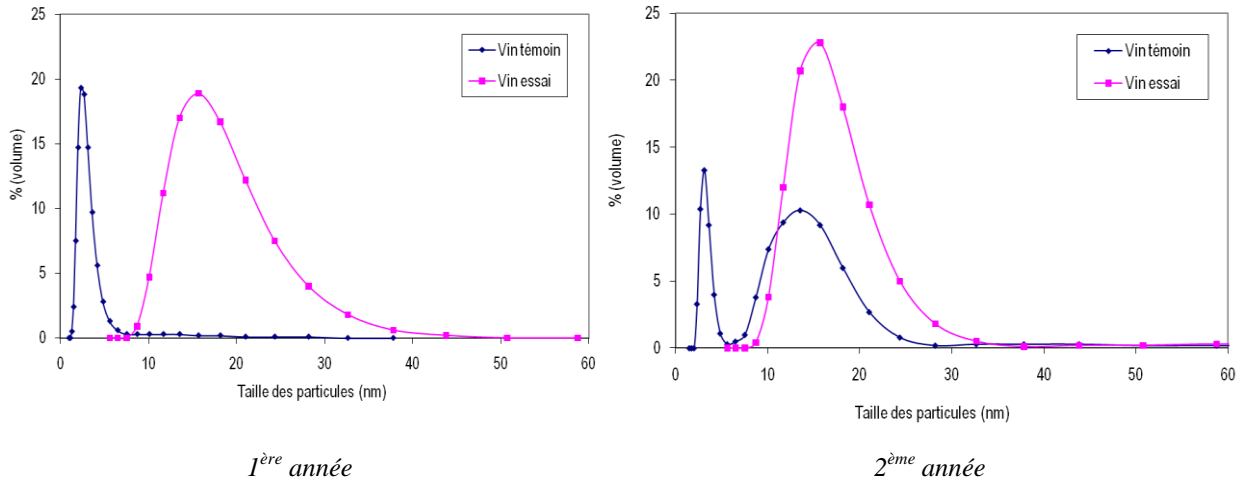 25
20
15
10
5
0
% (volume)
0 10 20 30 40 50 60
Taille des particules (nm)
Vin témoin
Vin essai
1ère année
25
20
15
10
5
0
% (volume)
0 10 20 30 40 50 60
Taille des particules (nm)
Vin témoin
Vin essai
2ème année